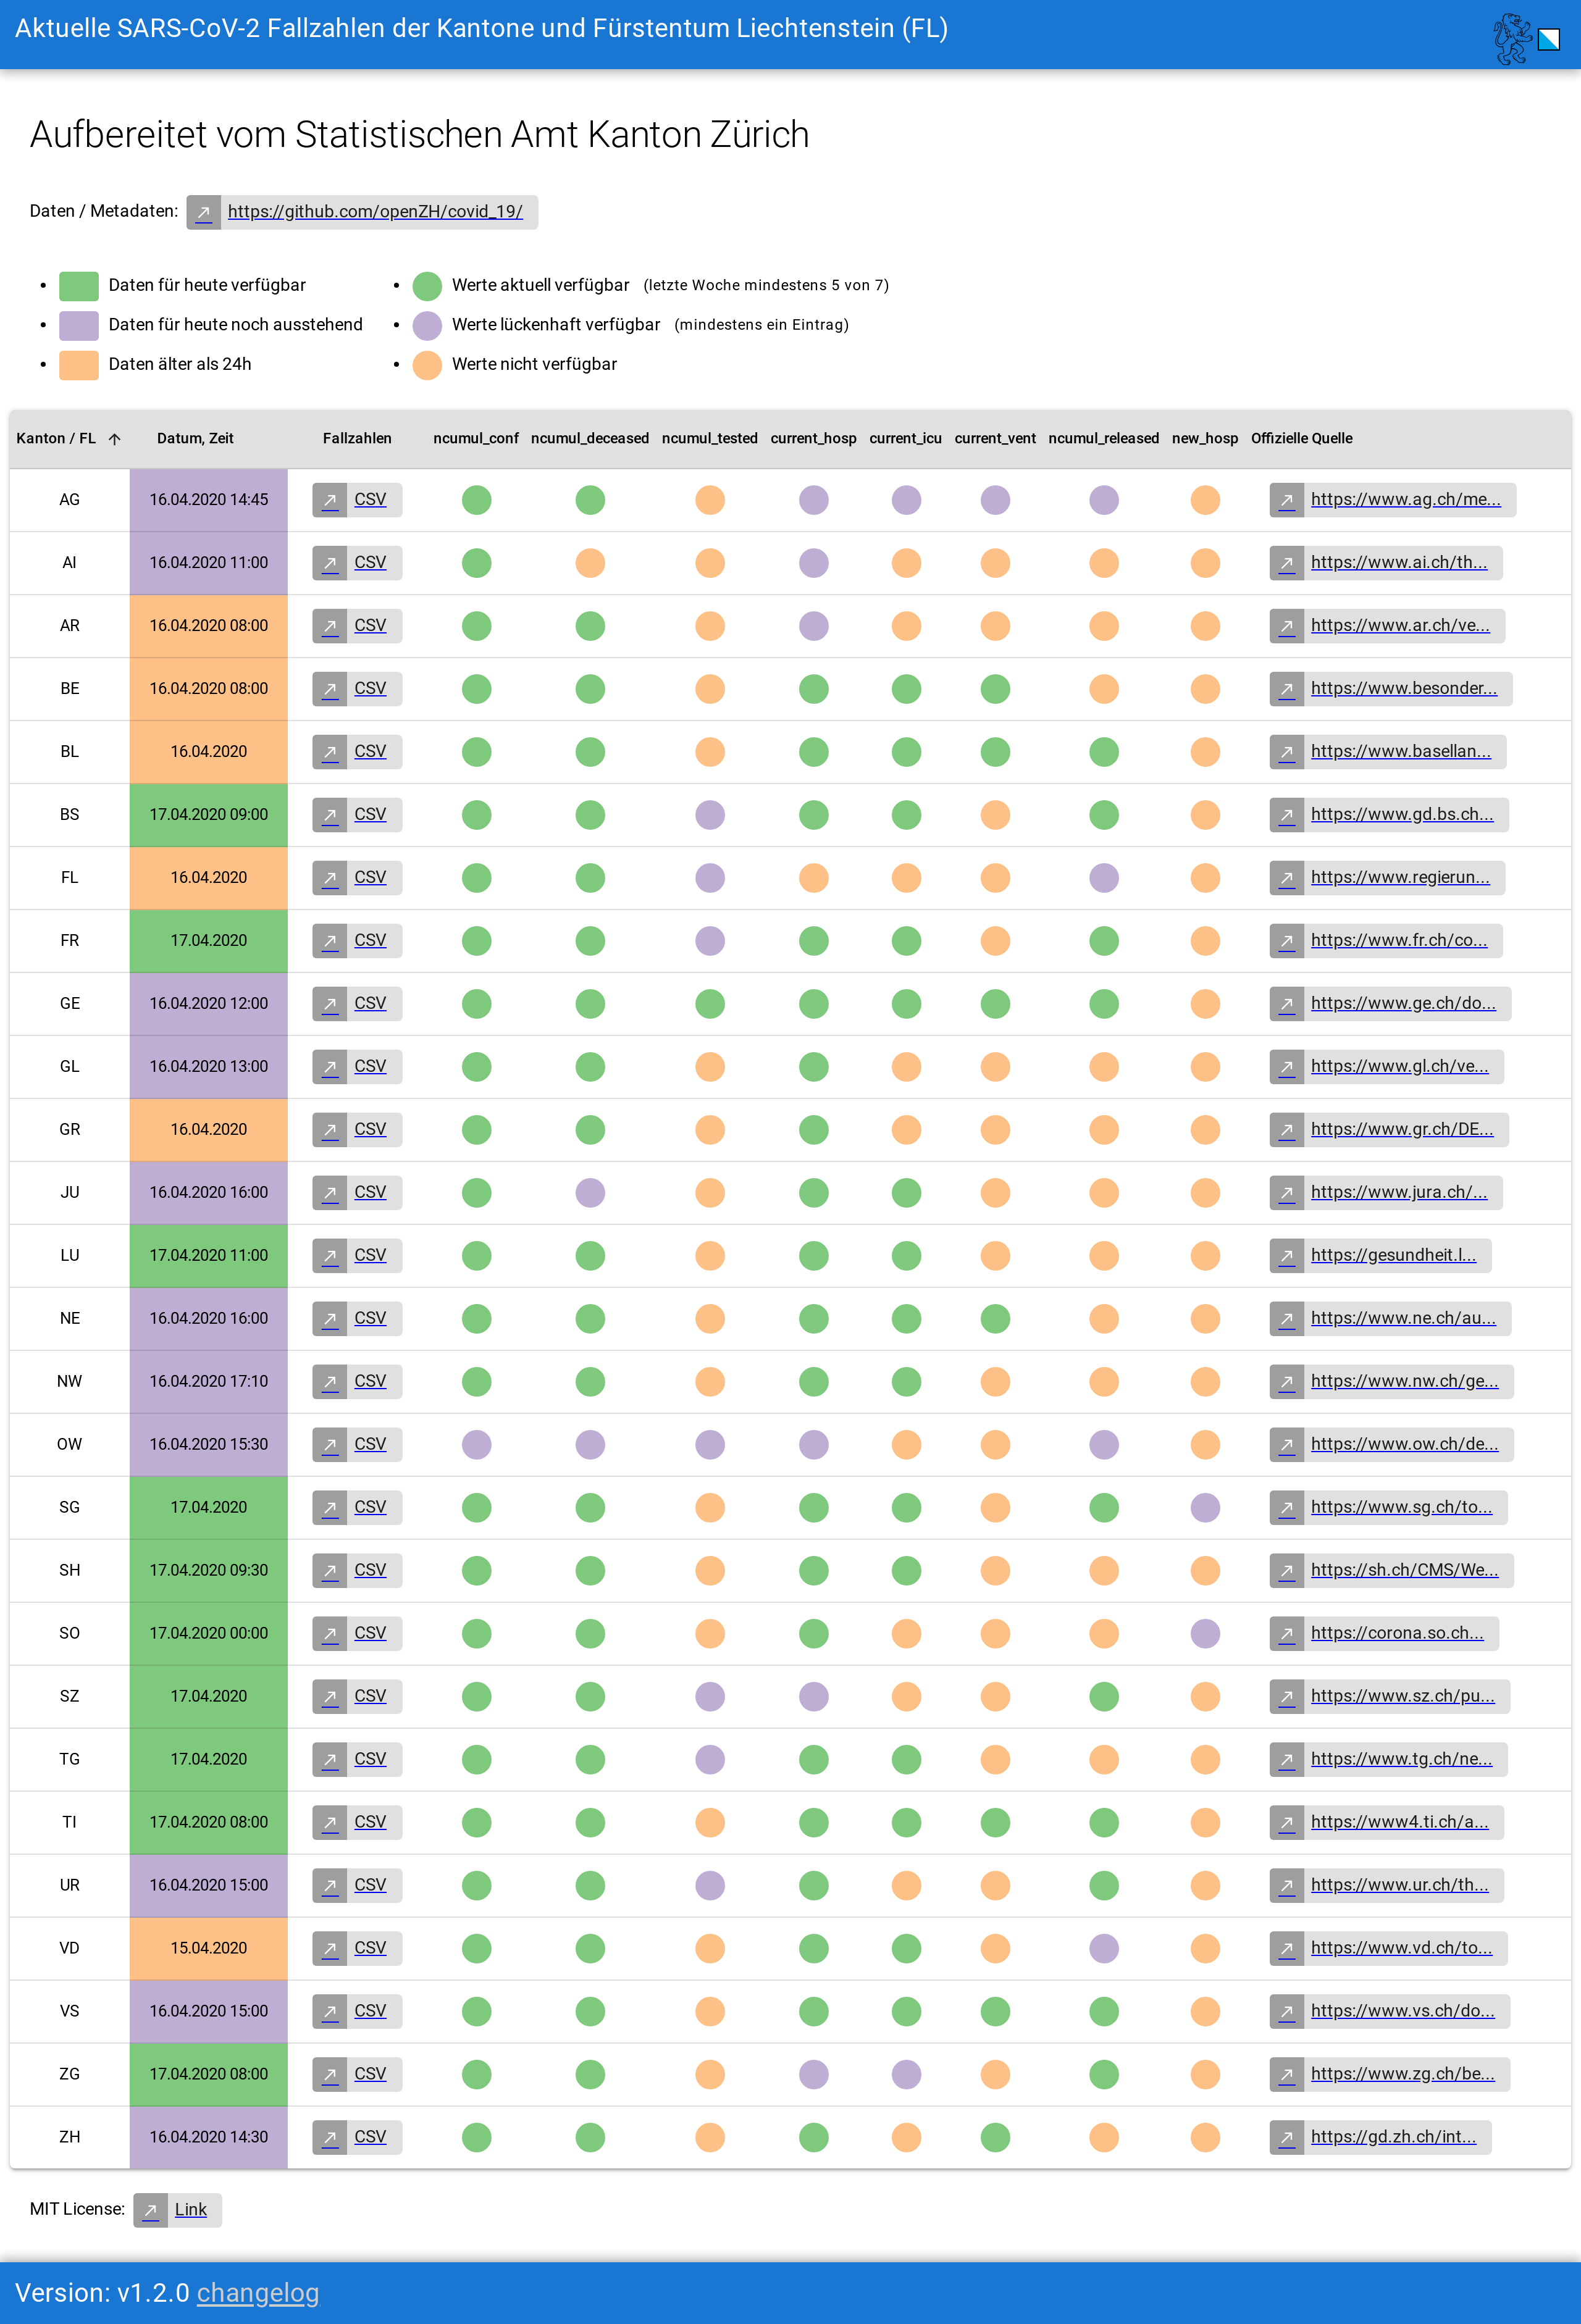 Aktuelle SARS-CoV-2 Fallzahlen der Kantone und Fürstentum Liechtenstein (FL)
Aufbereitet vom Statistischen Amt Kanton Zürich
Daten / Metadaten: https://github.com/openZH/covid_19/
Daten für heute verfügbar
Daten für heute noch ausstehend
Daten älter als 24h
Werte aktuell verfügbar (letzte Woche mindestens 5 von 7)
Werte lückenhaft verfügbar (mindestens ein Eintrag)
Werte nicht verfügbar
Kanton / FL Datum, Zeit Fallzahlen ncumul_conf ncumul_deceased ncumul_tested current_hosp current_icu current_vent ncumul_released new_hosp Offizielle Quelle
AG 16.04.2020 14:45 CSV https://www.ag.ch/me...
AI 16.04.2020 11:00 CSV https://www.ai.ch/th...
AR 16.04.2020 08:00 CSV https://www.ar.ch/ve...
BE 16.04.2020 08:00 CSV https://www.besonder...
BL 16.04.2020 CSV https://www.basellan...
BS 17.04.2020 09:00 CSV https://www.gd.bs.ch...
FL 16.04.2020 CSV https://www.regierun...
FR 17.04.2020 CSV https://www.fr.ch/co...
GE 16.04.2020 12:00 CSV https://www.ge.ch/do...
GL 16.04.2020 13:00 CSV https://www.gl.ch/ve...
GR 16.04.2020 CSV https://www.gr.ch/DE...
JU 16.04.2020 16:00 CSV https://www.jura.ch/...
LU 17.04.2020 11:00 CSV https://gesundheit.l...
NE 16.04.2020 16:00 CSV https://www.ne.ch/au...
NW 16.04.2020 17:10 CSV https://www.nw.ch/ge...
OW 16.04.2020 15:30 CSV https://www.ow.ch/de...
SG 17.04.2020 CSV https://www.sg.ch/to...
SH 17.04.2020 09:30 CSV https://sh.ch/CMS/We...
SO 17.04.2020 00:00 CSV https://corona.so.ch...
SZ 17.04.2020 CSV https://www.sz.ch/pu...
TG 17.04.2020 CSV https://www.tg.ch/ne...
TI 17.04.2020 08:00 CSV https://www4.ti.ch/a...
UR 16.04.2020 15:00 CSV https://www.ur.ch/th...
VD 15.04.2020 CSV https://www.vd.ch/to...
VS 16.04.2020 15:00 CSV https://www.vs.ch/do...
ZG 17.04.2020 08:00 CSV https://www.zg.ch/be...
ZH 16.04.2020 14:30 CSV https://gd.zh.ch/int...
MIT License: Link
Version: v1.2.0 changelog